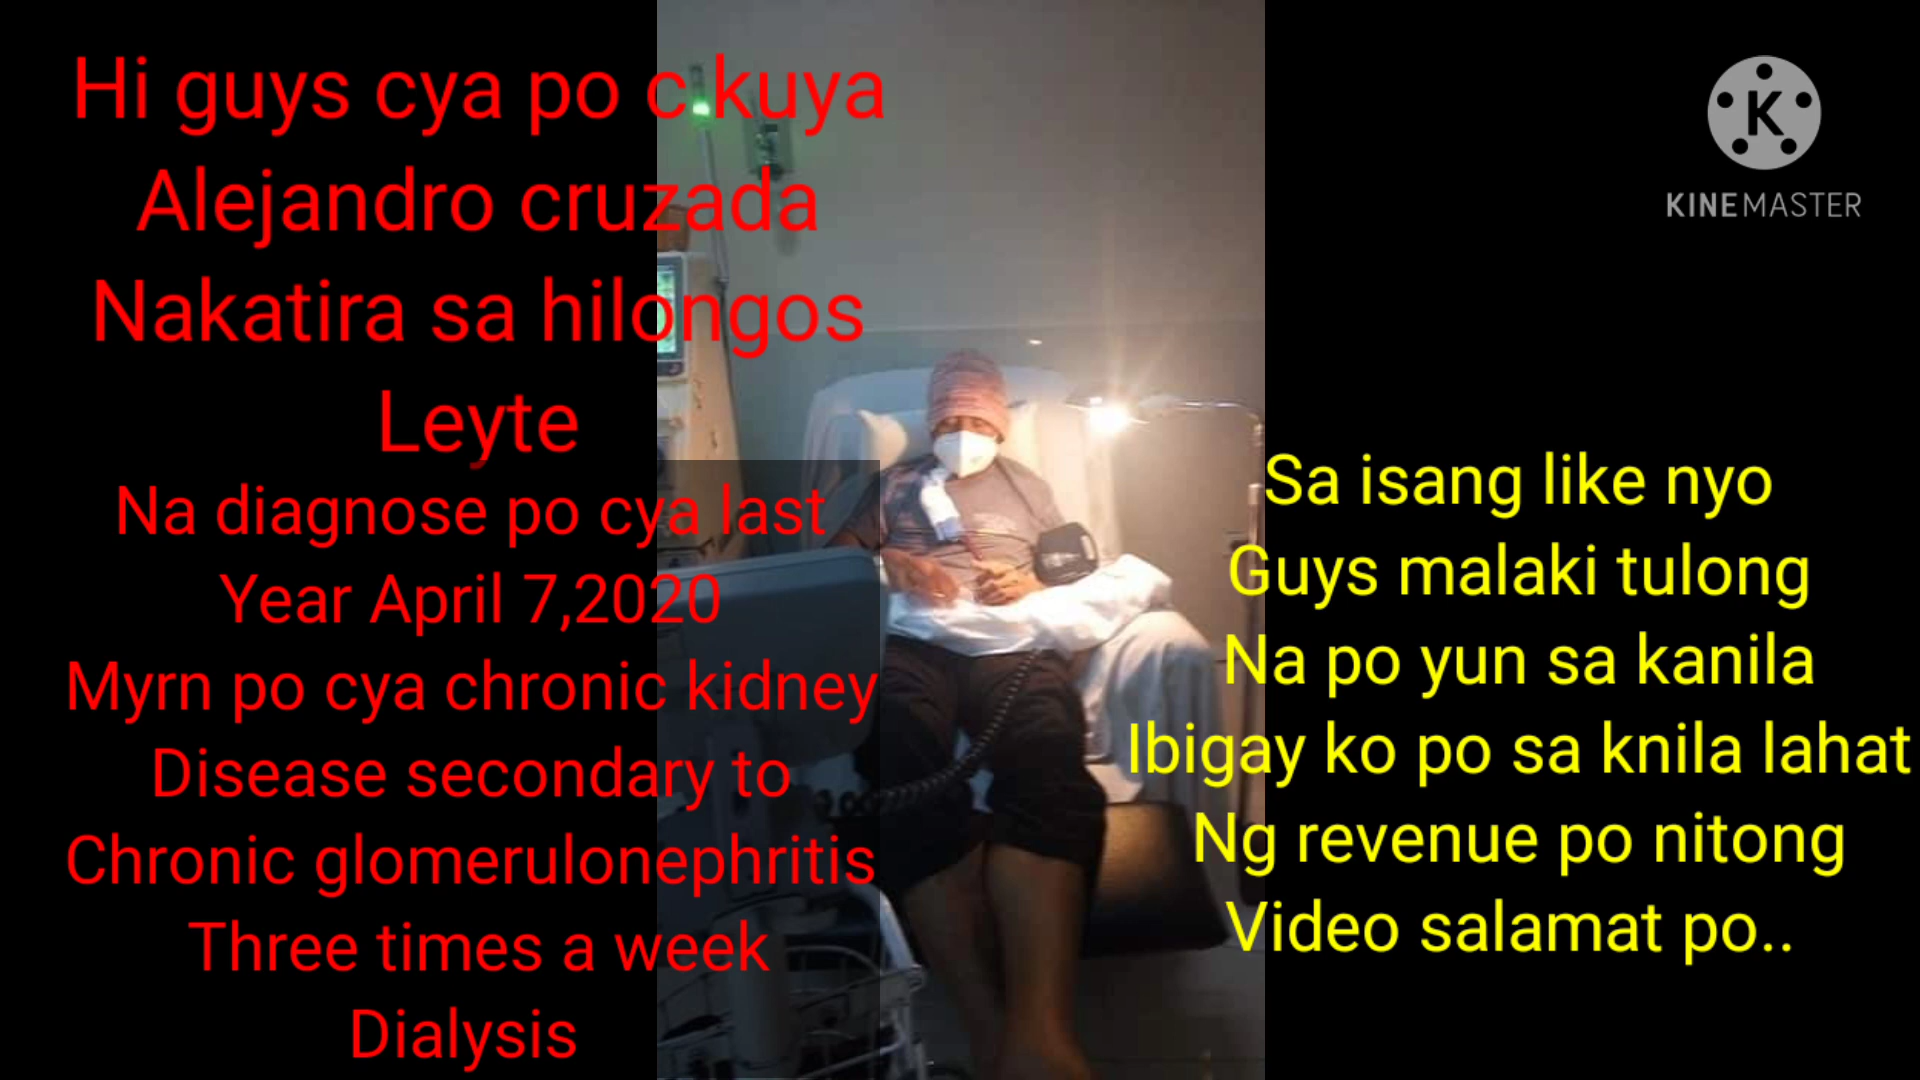 Hi guys cya po c kuya
Alejandro cruzada
Nakatira sa hilongos
Leyte
Na diagnose po cya last
Year April 7,2020
Myrn po cya chronic kidney
Disease secondary to
Chronic glomerulonephritis
Three times a week
Dialysis
K
KINEMASTER
Sa isang like nyo
Guys malaki tulong
Na po yun sa kanila
Ibigay ko po sa knila lahat
Ng revenue po nitong
Video salamat po..